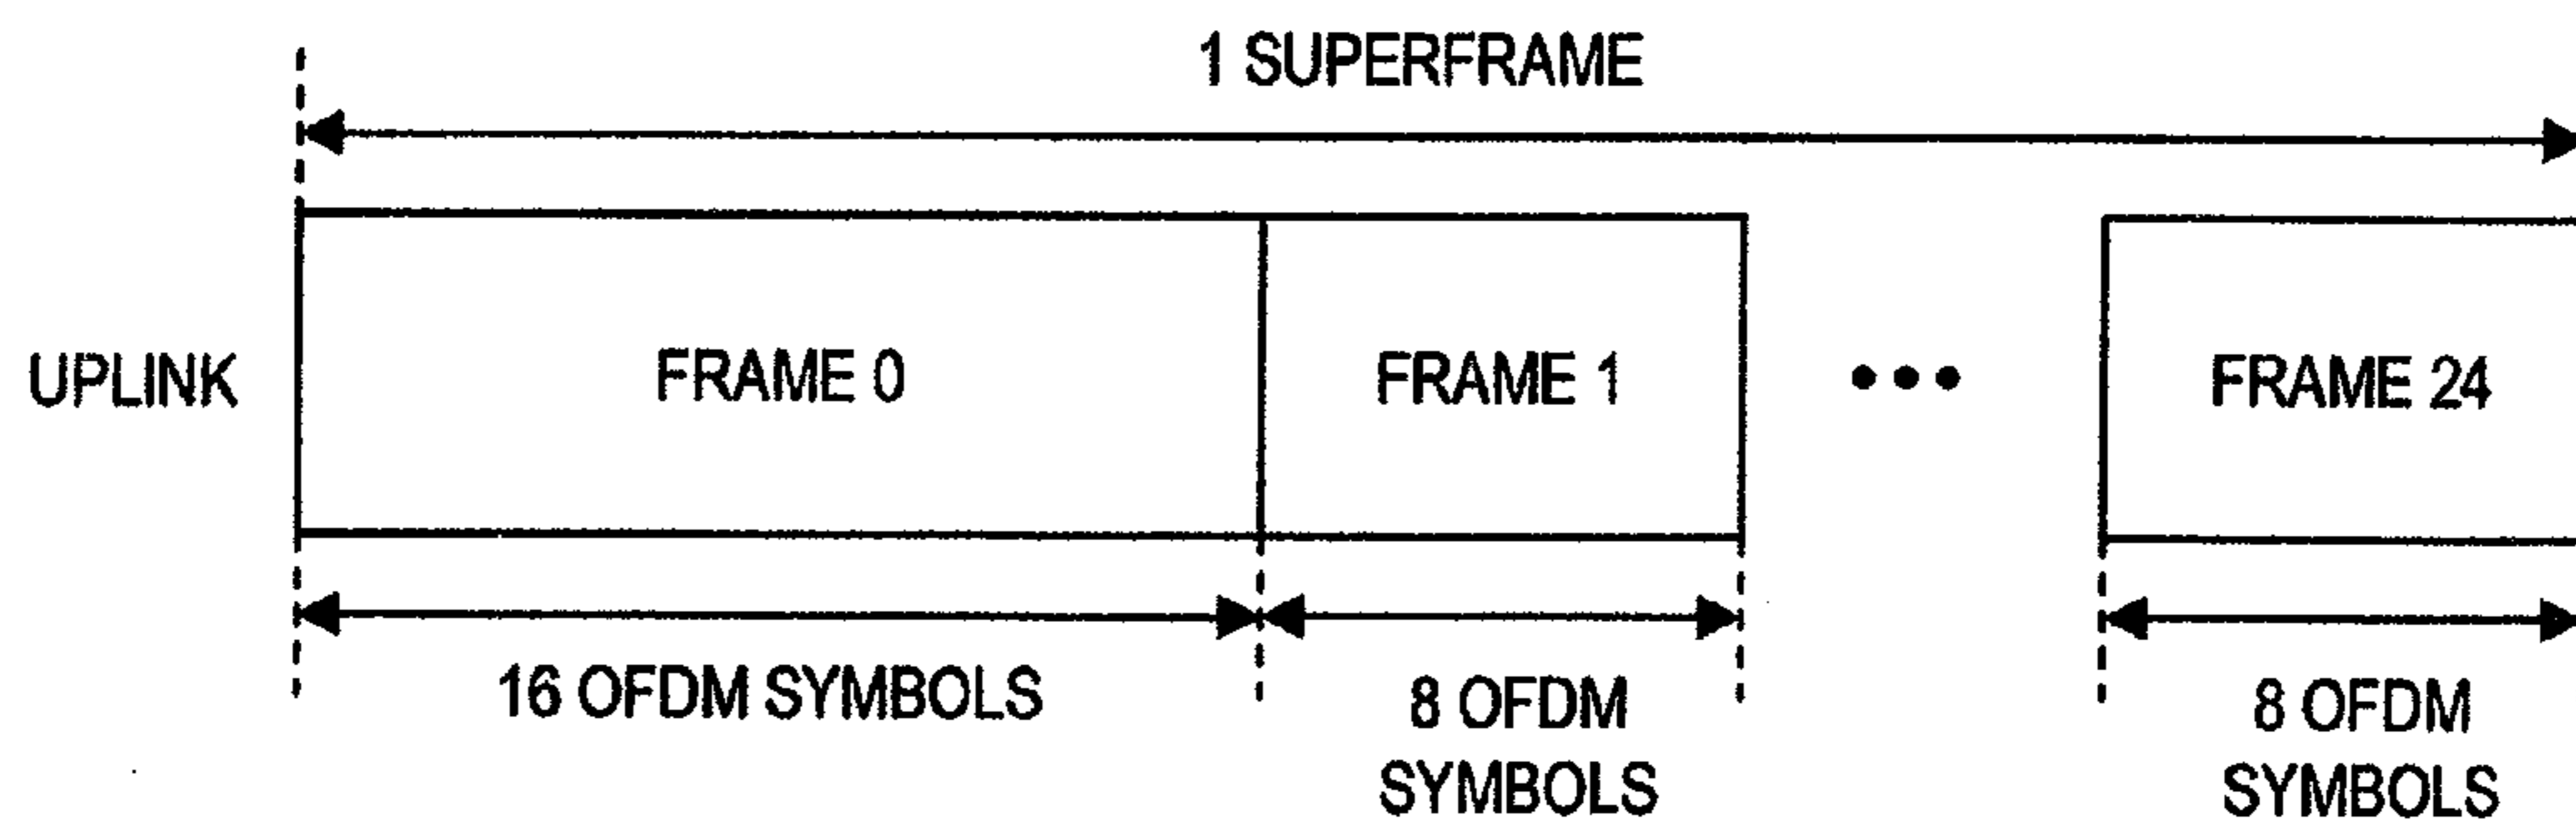 1 SUPERFRAME
UPLINK
FRAME 0
FRAME 1
•••
FRAME 24
16 OFDM SYMBOLS
8 OFDM
SYMBOLS
8 OFDM
SYMBOLS